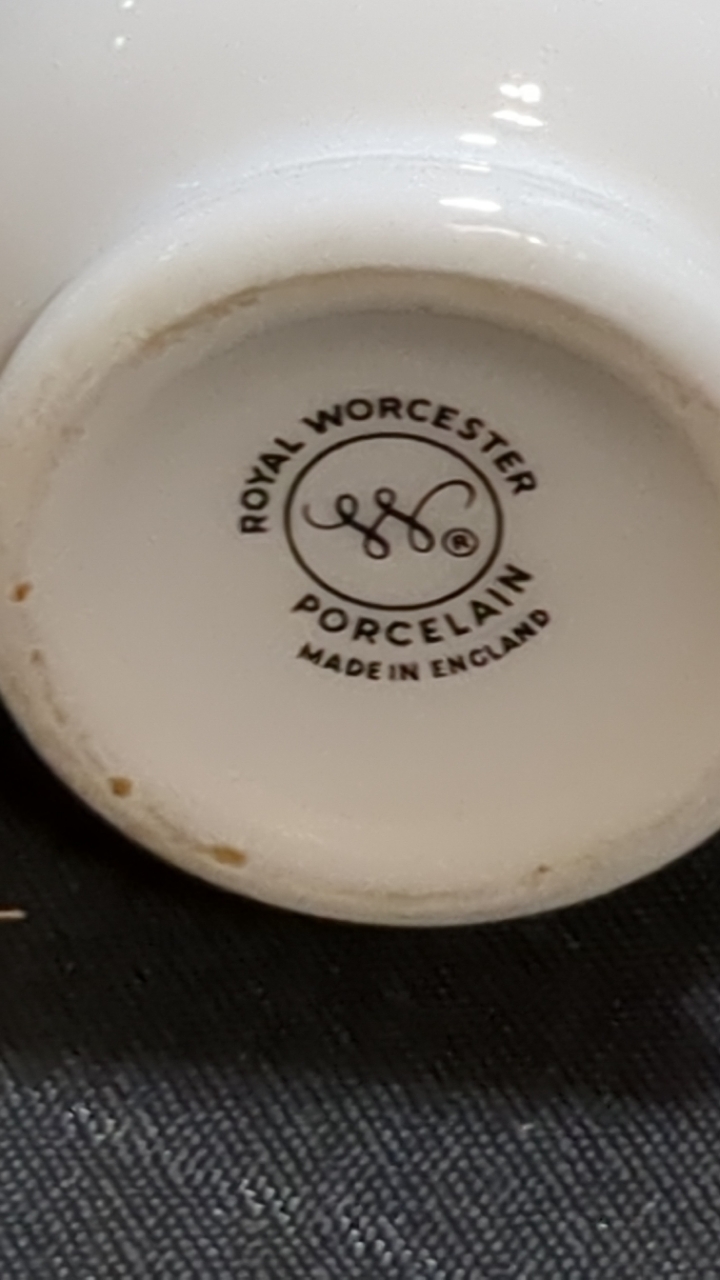 ROYAL WORCESTER
W®
PORCELAIN
MADE IN ENGLAND